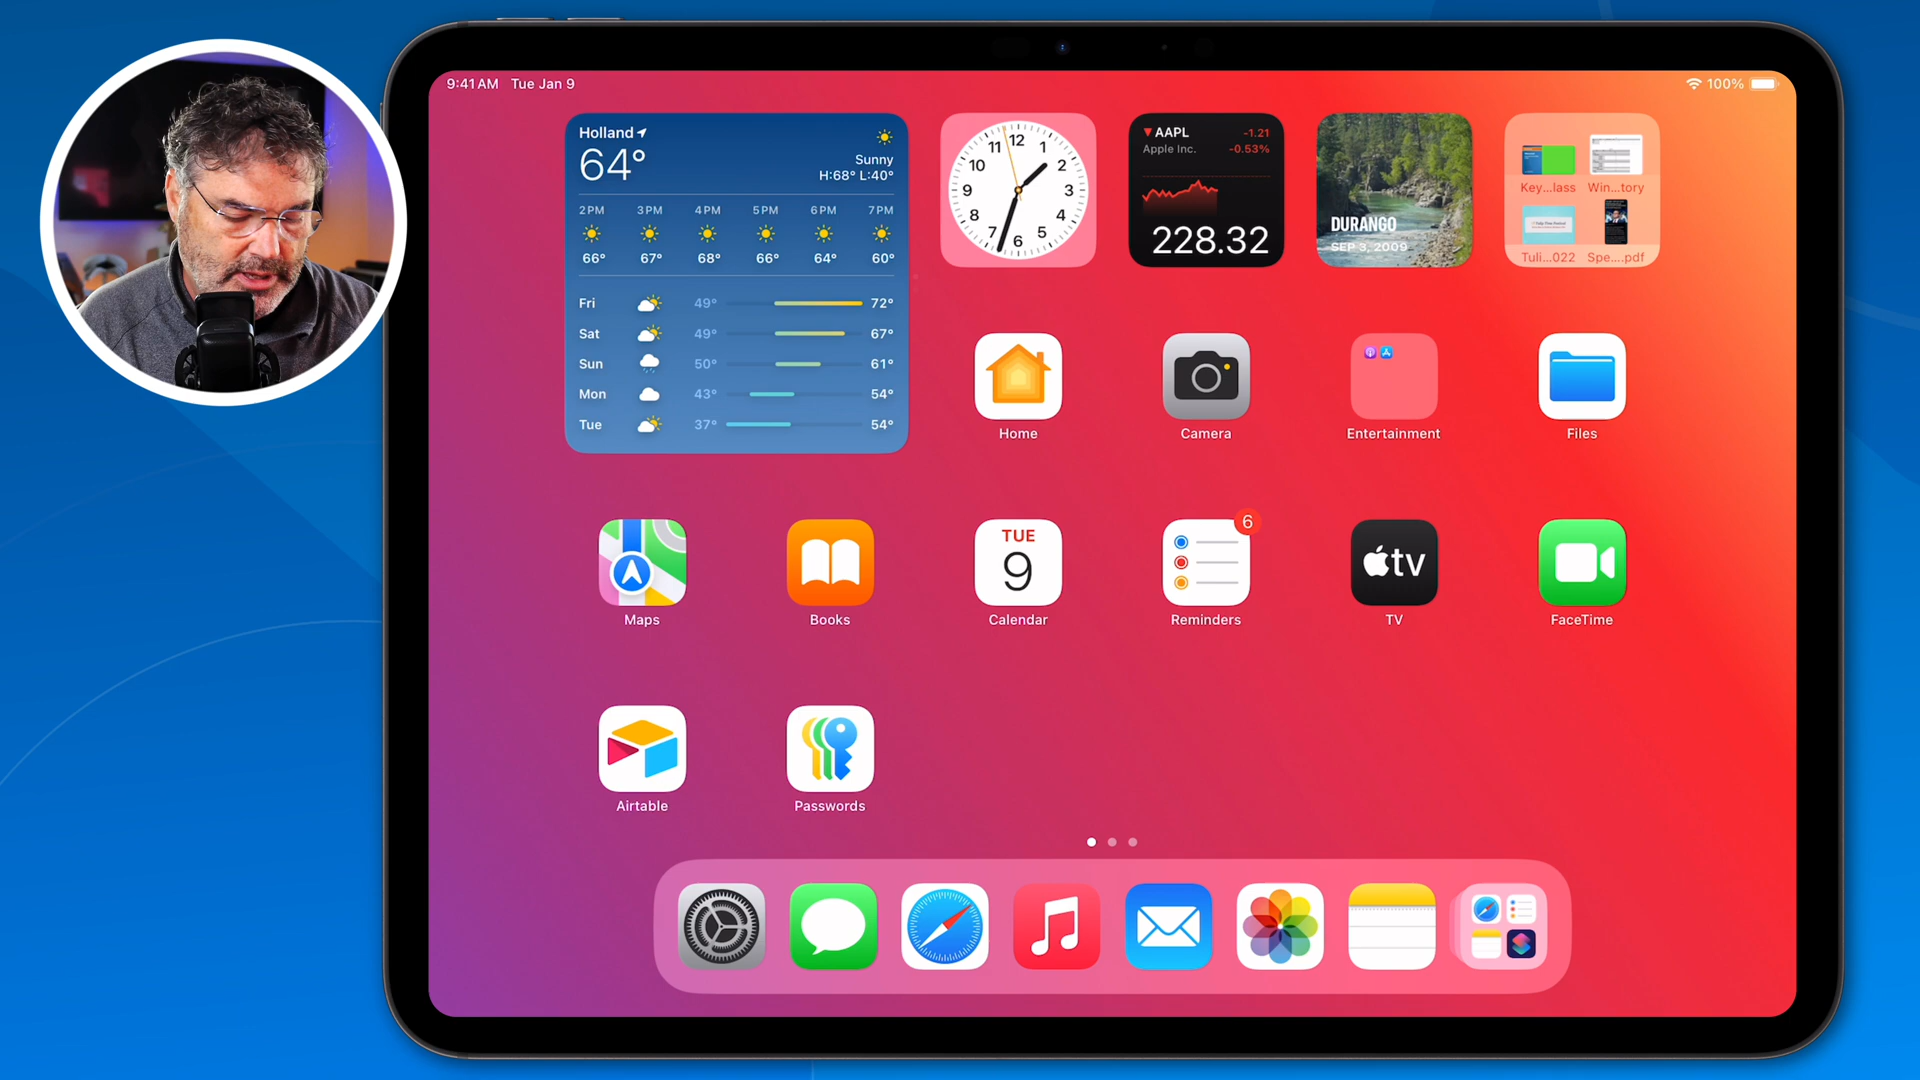 9:41 AM Tue Jan 9
100%
Holland
64°
Sunny
H:68° L:40°
2PM 3PM 4PM 5PM 6PM 7PM
66° 67° 68° 66° 64° 60°
Fri 49° 72°
Sat 49° 67°
Sun 50° 61°
Mon 43° 54°
Tue 37° 54°
12 1 2 3 4 5 6 7 8 9 10 11
AAPL -1.21
Apple Inc. -0.53%
228.32
DURANGO
SEP 3, 2009
Key...lass Win...tory
Tuli...022 Spe....pdf
Home Camera Entertainment Files
TUE
9
6
tv
Maps Books Calendar Reminders TV FaceTime
Airtable Passwords